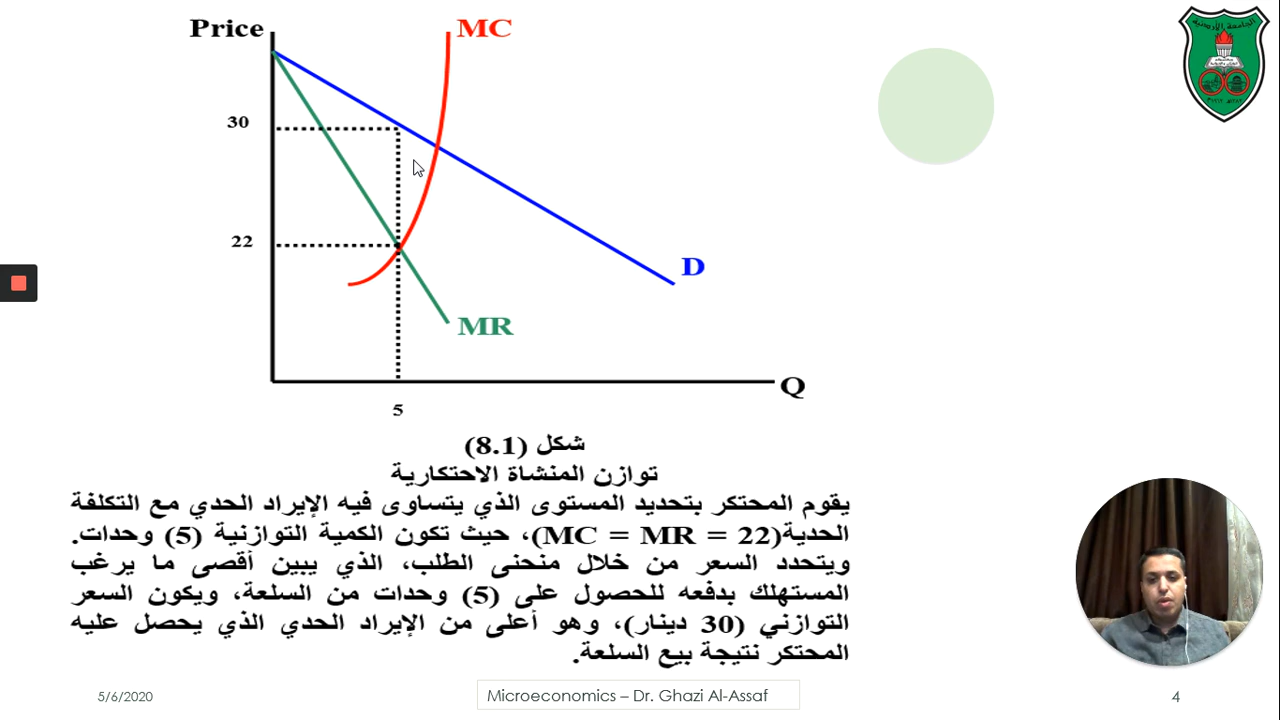 Price
MC
30
22
D
MR
Q
5
شكل (8.1)
توازن المنشاة الاحتكارية
يقوم المحتكر بتحديد المستوى الذي يتساوى فيه الإيراد الحدي مع التكلفة
الحدية(MC = MR = 22)، حيث تكون الكمية التوازنية (5) وحدات.
ويتحدد السعر من خلال منحنى الطلب، الذي يبين أقصى ما يرغب
المستهلك بدفعه للحصول على (5) وحدات من السلعة، ويكون السعر
التوازني (30 دينار)، وهو أعلى من الإيراد الحدي الذي يحصل عليه
المحتكر نتيجة بيع السلعة.
5/6/2020
Microeconomics – Dr. Ghazi Al-Assaf
4